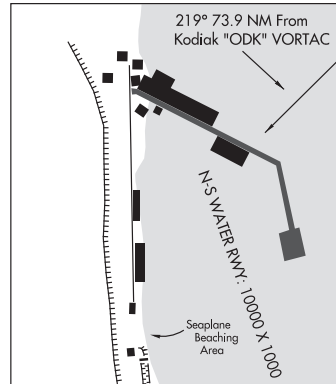 219° 73.9 NM From
Kodiak "ODK" VORTAC
N-S WATER RWY: 10000 X 1000
Seaplane
Beaching
Area